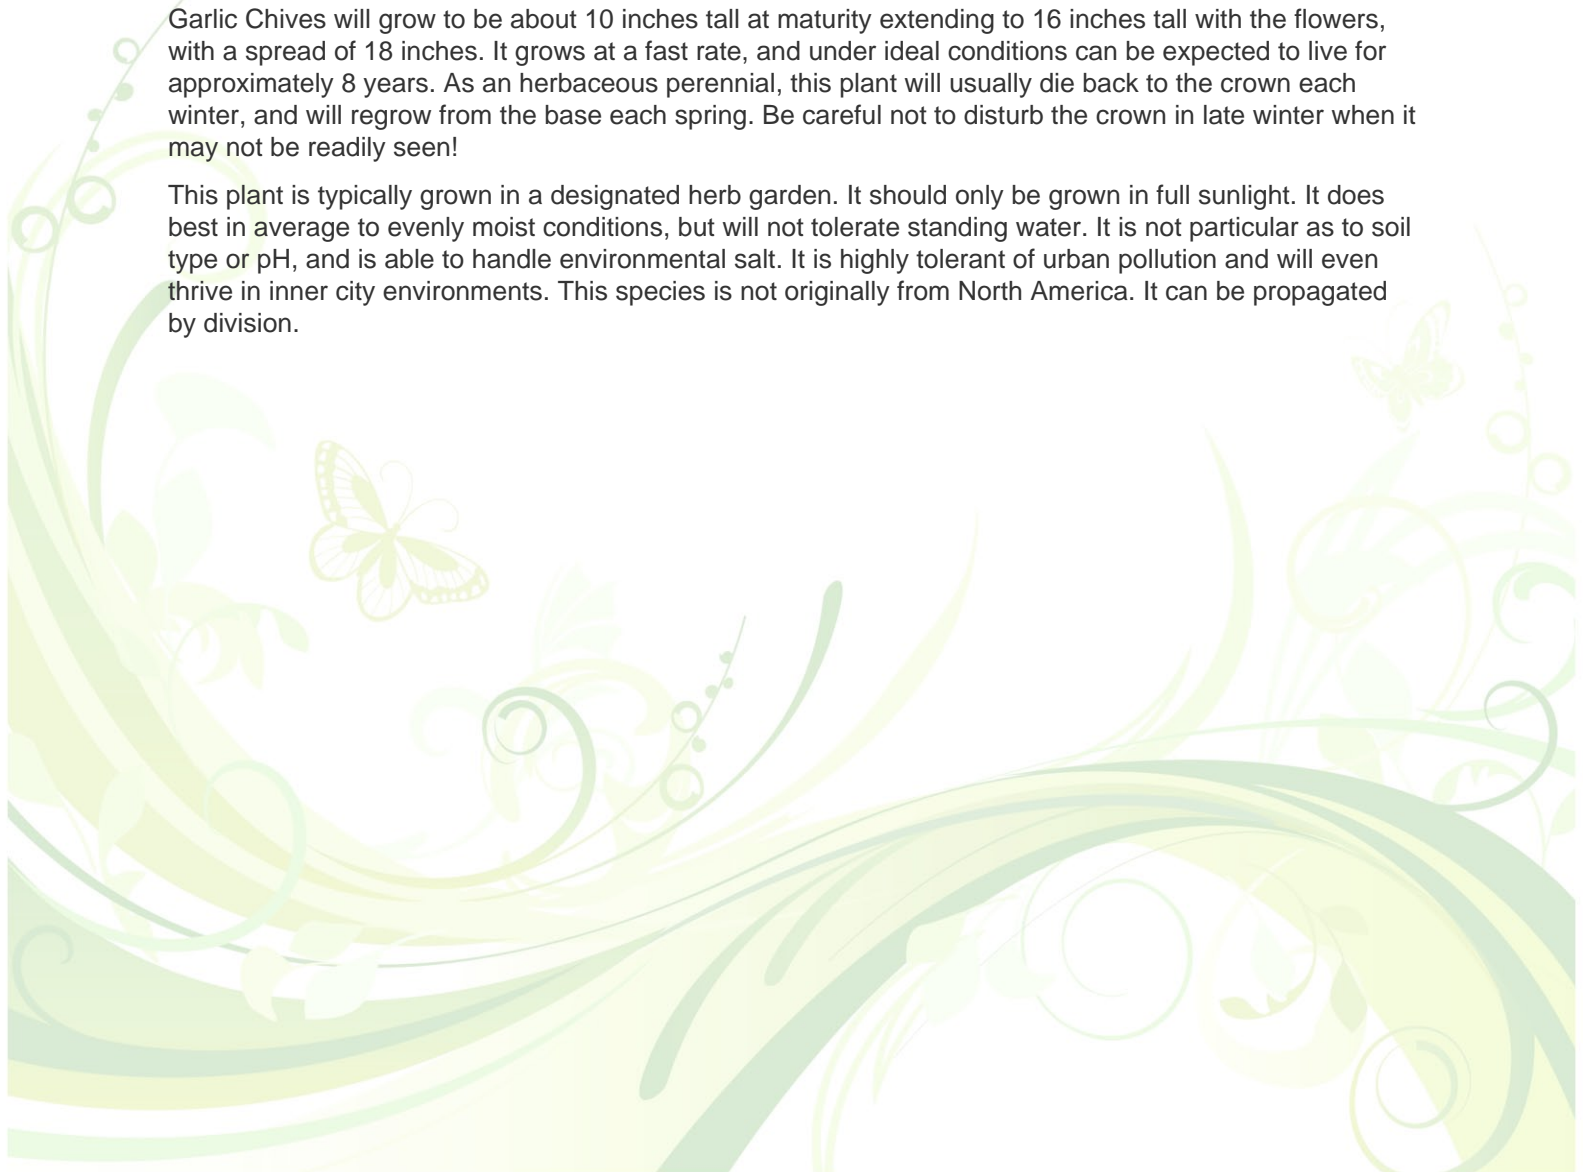 Garlic Chives will grow to be about 10 inches tall at maturity extending to 16 inches tall with the flowers,
with a spread of 18 inches. It grows at a fast rate, and under ideal conditions can be expected to live for
approximately 8 years. As an herbaceous perennial, this plant will usually die back to the crown each
winter, and will regrow from the base each spring. Be careful not to disturb the crown in late winter when it
may not be readily seen!
This plant is typically grown in a designated herb garden. It should only be grown in full sunlight. It does
best in average to evenly moist conditions, but will not tolerate standing water. It is not particular as to soil
type or pH, and is able to handle environmental salt. It is highly tolerant of urban pollution and will even
thrive in inner city environments. This species is not originally from North America. It can be propagated
by division.